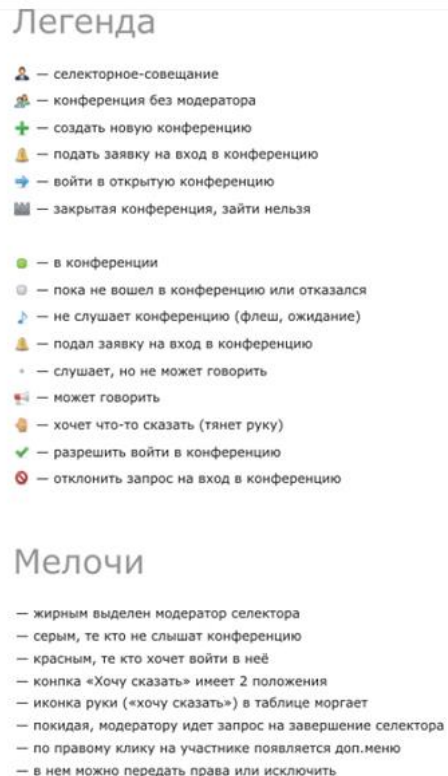 Легенда
— селекторное-совещание
— конференция без модератора
— создать новую конференцию
— подать заявку на вход в конференцию
— войти в открытую конференцию
— закрытая конференция, зайти нельзя
— в конференции
— пока не вошел в конференцию или отказался
— не слушает конференцию (флеш, ожидание)
— подал заявку на вход в конференцию
— слушает, но не может говорить
— может говорить
— хочет что-то сказать (тянет руку)
— разрешить войти в конференцию
— отклонить запрос на вход в конференцию
Мелочи
— жирным выделен модератор селектора
— серым, те кто не слышат конференцию
— красным, те кто хочет войти в неё
— конпка «Хочу сказать» имеет 2 положения
— иконка руки («хочу сказать») в таблице моргает
— покидая, модератору идет запрос на завершение селектора
— по правому клику на участнике появляется доп.меню
— в нем можно передать права или исключить